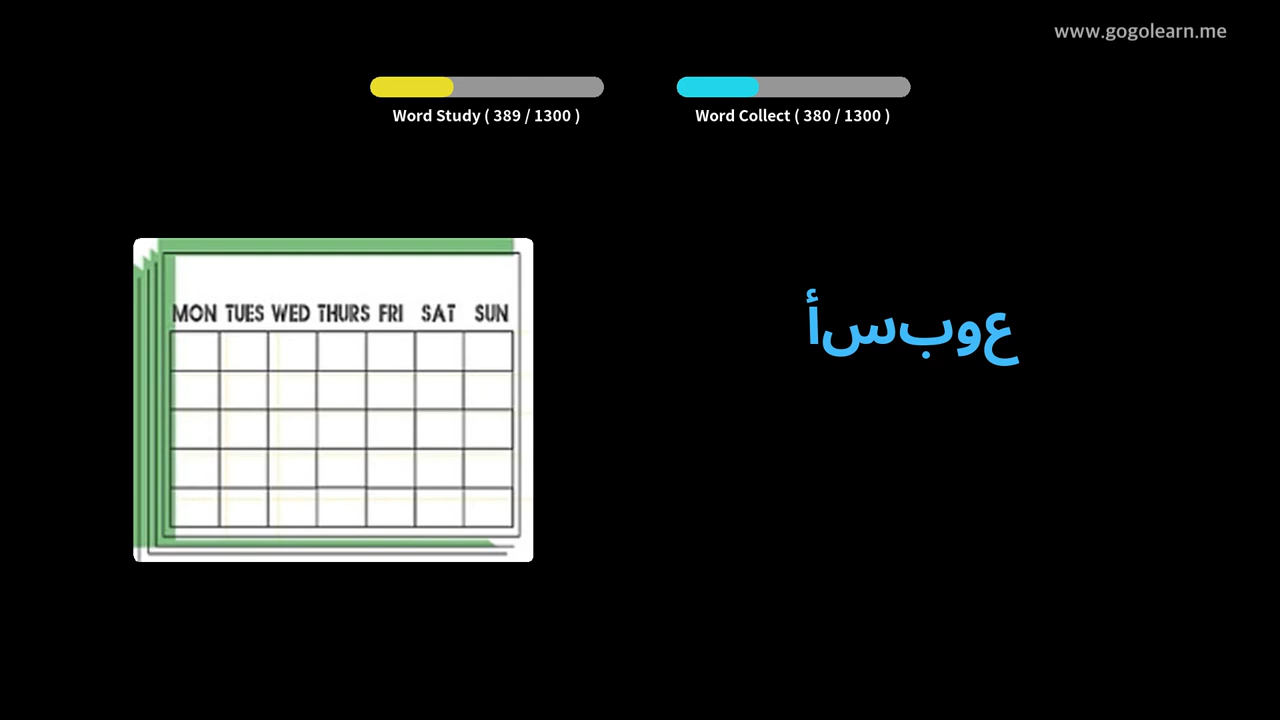 www.gogolearn.me
Word Study ( 389 / 1300 )
Word Collect ( 380 / 1300 )
MON TUES WED THURS FRI SAT SUN
أسبوع